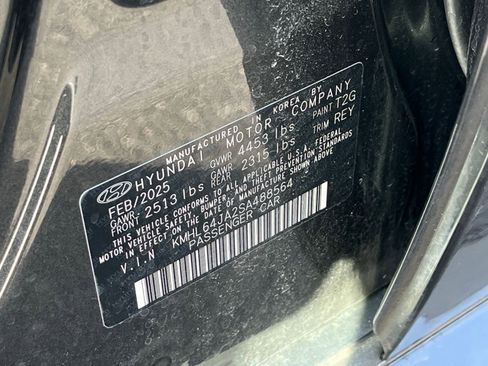 MANUFACTURED IN KOREA BY
HYUNDAI MOTOR COMPANY
FEB/2025 GVWR 4453 lbs PAINT T2G
GAWR FRONT 2513 lbs GAWR REAR 2315 lbs TRIM REY
THIS VEHICLE CONFORMS TO ALL APPLICABLE U.S.A. FEDERAL
MOTOR VEHICLE SAFETY, BUMPER AND THEFT PREVENTION STANDARDS
IN EFFECT ON THE DATE OF MANUFACTURE SHOWN ABOVE
V.I.N KMHL64JA2SA488564
PASSENGER CAR